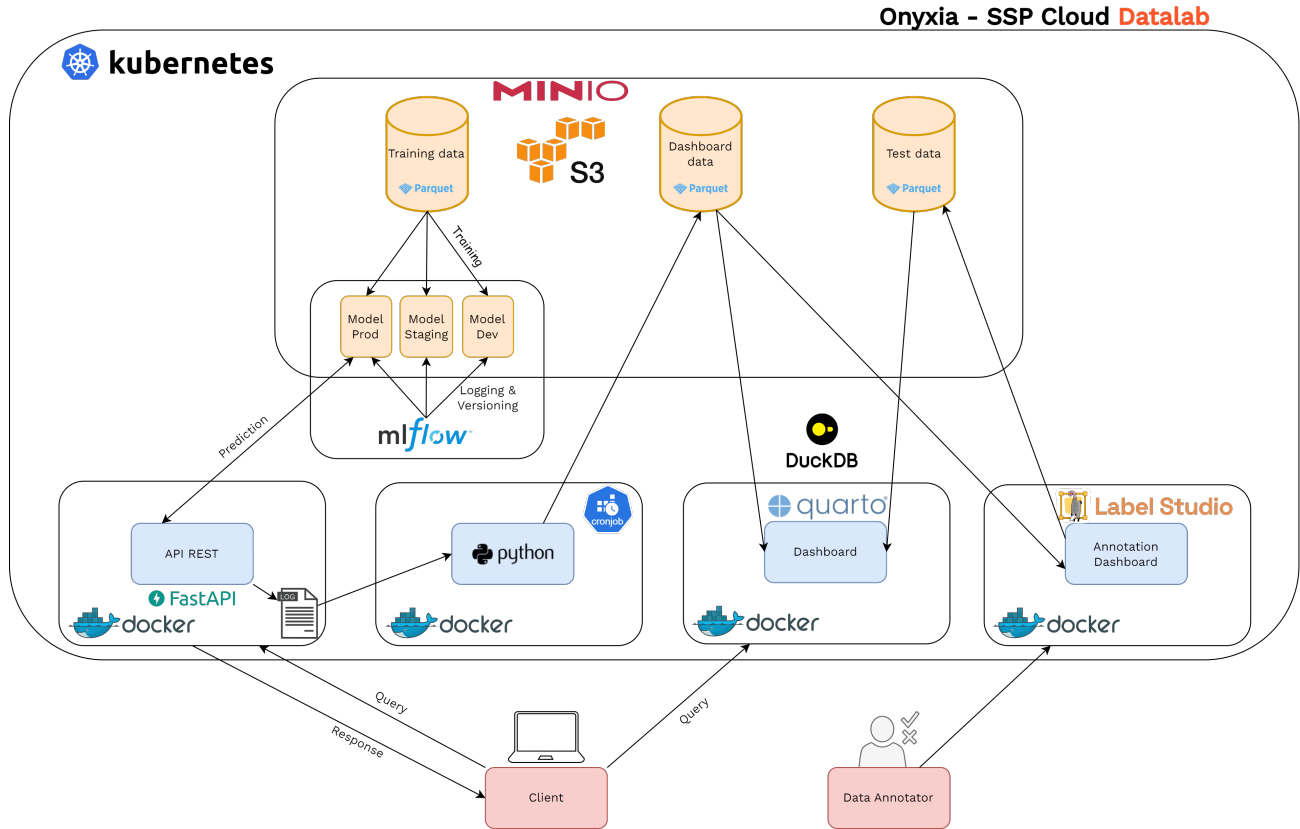 Onyxia - SSP Cloud Datalab
kubernetes
MINIO
S3
Training data
Parquet
Dashboard
data
Parquet
Test data
Parquet
Training
Model
Prod
Model
Staging
Model
Dev
Logging &
Versioning
mlflow™
Prediction
DuckDB
API REST
FastAPI
LOG
docker
cronjob
python
docker
quarto®
Dashboard
docker
Label Studio
Annotation
Dashboard
docker
Query
Response
Query
Client
Data Annotator